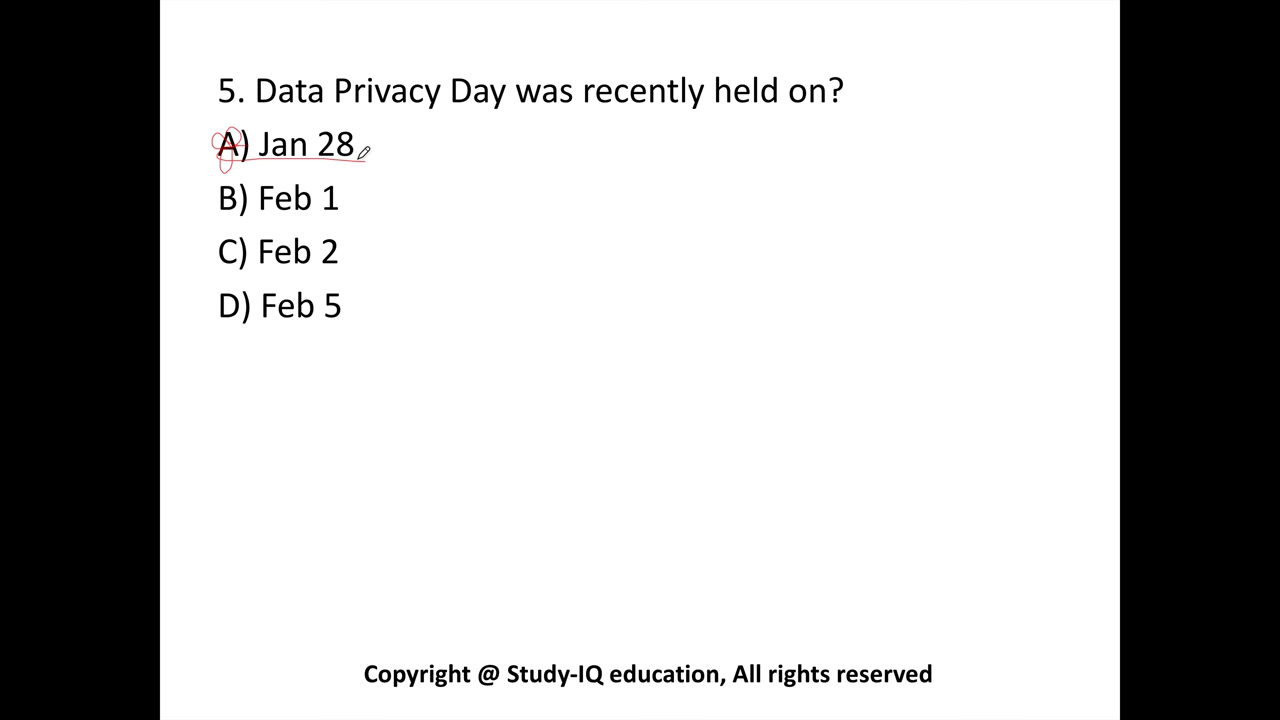 5. Data Privacy Day was recently held on?
A) Jan 28
B) Feb 1
C) Feb 2
D) Feb 5
Copyright @ Study-IQ education, All rights reserved